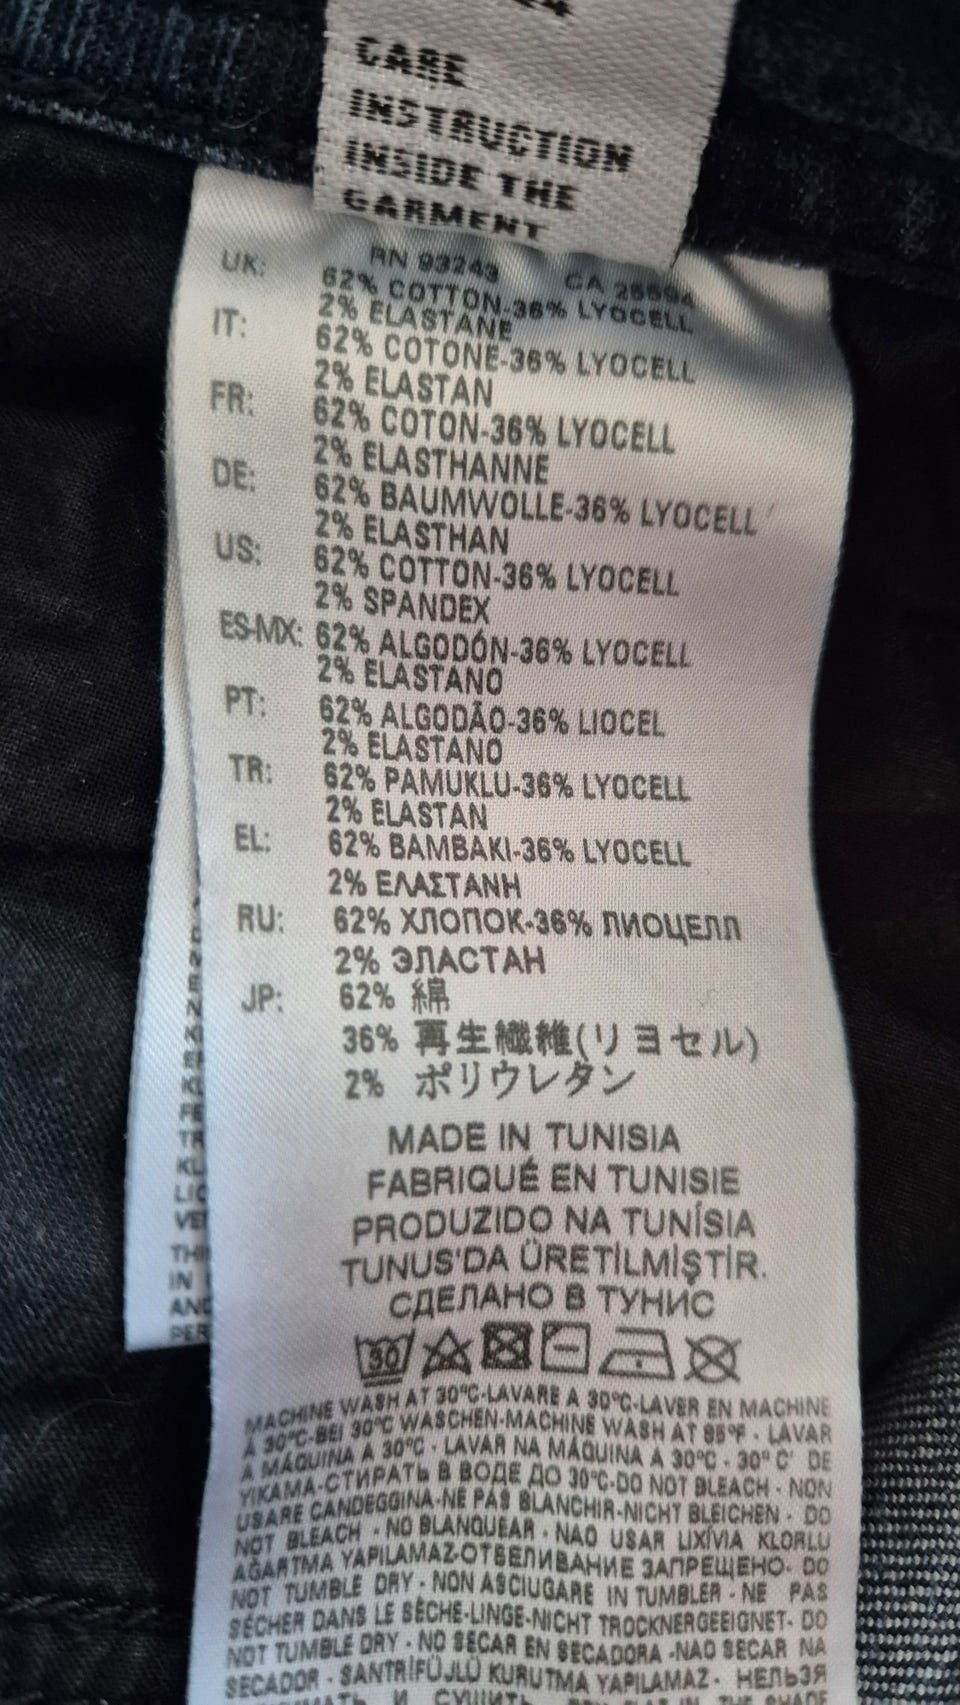 CARE
INSTRUCTION
INSIDE THE
GARMENT
RN 93243 CA 25594
UK: 62% COTTON-36% LYOCELL
2% ELASTANE
IT: 62% COTONE-36% LYOCELL
2% ELASTAN
FR: 62% COTON-36% LYOCELL
2% ELASTHANNE
DE: 62% BAUMWOLLE-36% LYOCELL
2% ELASTHAN
US: 62% COTTON-36% LYOCELL
2% SPANDEX
ES-MX: 62% ALGODÓN-36% LYOCELL
2% ELASTANO
PT: 62% ALGODÃO-36% LIOCEL
2% ELASTANO
TR: 62% PAMUKLU-36% LYOCELL
2% ELASTAN
EL: 62% BAMBAKI-36% LYOCELL
2% ΕΛΑΣΤΑΝΗ
RU: 62% ХЛОПОК-36% ЛИОЦЕЛЛ
2% ЭЛАСТАН
JP: 62% 綿
36% 再生繊維(リヨセル)
2% ポリウレタン
MADE IN TUNISIA
FABRIQUÉ EN TUNISIE
PRODUZIDO NA TUNÍSIA
TUNUS'DA ÜRETİLMİŞTİR.
СДЕЛАНО В ТУНИС
30
MACHINE WASH AT 30°C-LAVARE A 30°C-LAVER EN MACHINE
A 30°C-BEI 30°C WASCHEN-MACHINE WASH AT 85°F - LAVAR
A MÁQUINA A 30°C - LAVAR NA MÁQUINA A 30°C - 30° C' DE
YIKAMA-СТИРАТЬ В ВОДЕ ДО 30°C-DO NOT BLEACH - NON
USARE CANDEGGINA-NE PAS BLANCHIR-NICHT BLEICHEN - DO
NOT BLEACH - NO BLANQUEAR - NAO USAR LIXÍVIA KLORLU
AĞARTMA YAPILAMAZ-ОТБЕЛИВАНИЕ ЗАПРЕЩЕНО- DO
NOT TUMBLE DRY - NON ASCIUGARE IN TUMBLER - NE PAS
SÉCHER DANS LE SÈCHE-LINGE-NICHT TROCKNERGEEIGNET- DO
NOT TUMBLE DRY - NO SECAR EN SECADORA -NAO SECAR NA
SECADOR - SANTRİFÜJLÜ KURUTMA YAPILAMAZ - НЕЛЬЗЯ
И СУШИТЬ